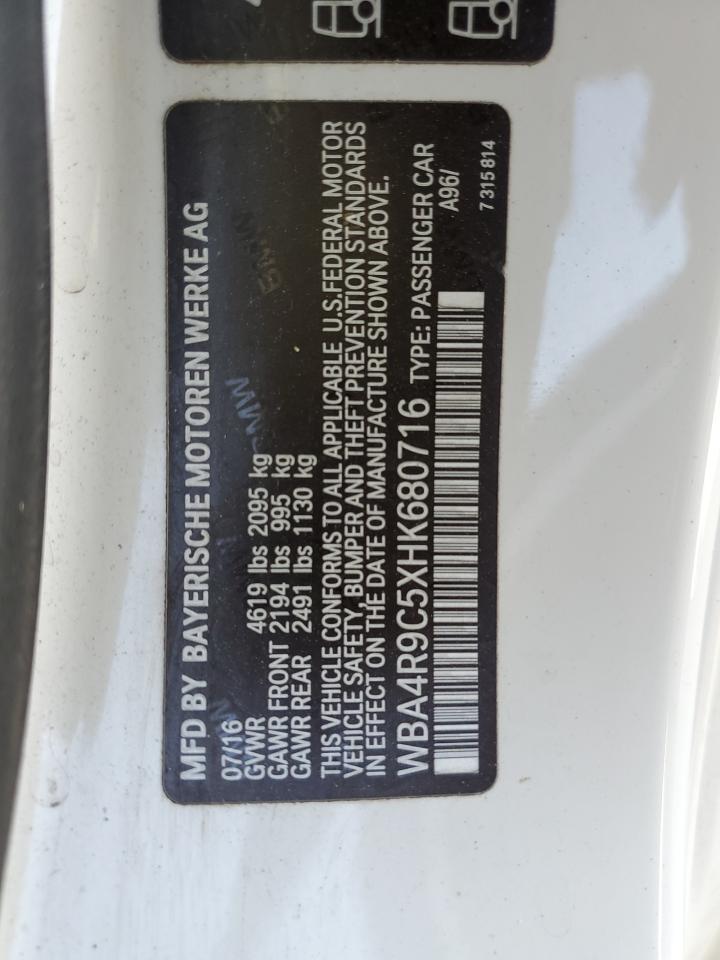 MFD BY BAYERISCHE MOTOREN WERKE AG
07/16
GVWR 4619 lbs 2095 kg
GAWR FRONT 2194 lbs 995 kg
GAWR REAR 2491 lbs 1130 kg
THIS VEHICLE CONFORMS TO ALL APPLICABLE U.S. FEDERAL MOTOR
VEHICLE SAFETY, BUMPER AND THEFT PREVENTION STANDARDS
IN EFFECT ON THE DATE OF MANUFACTURE SHOWN ABOVE.
WBA4R9C5XHK680716 TYPE: PASSENGER CAR
A96/
7 315 814
BMW
BMW
BMW